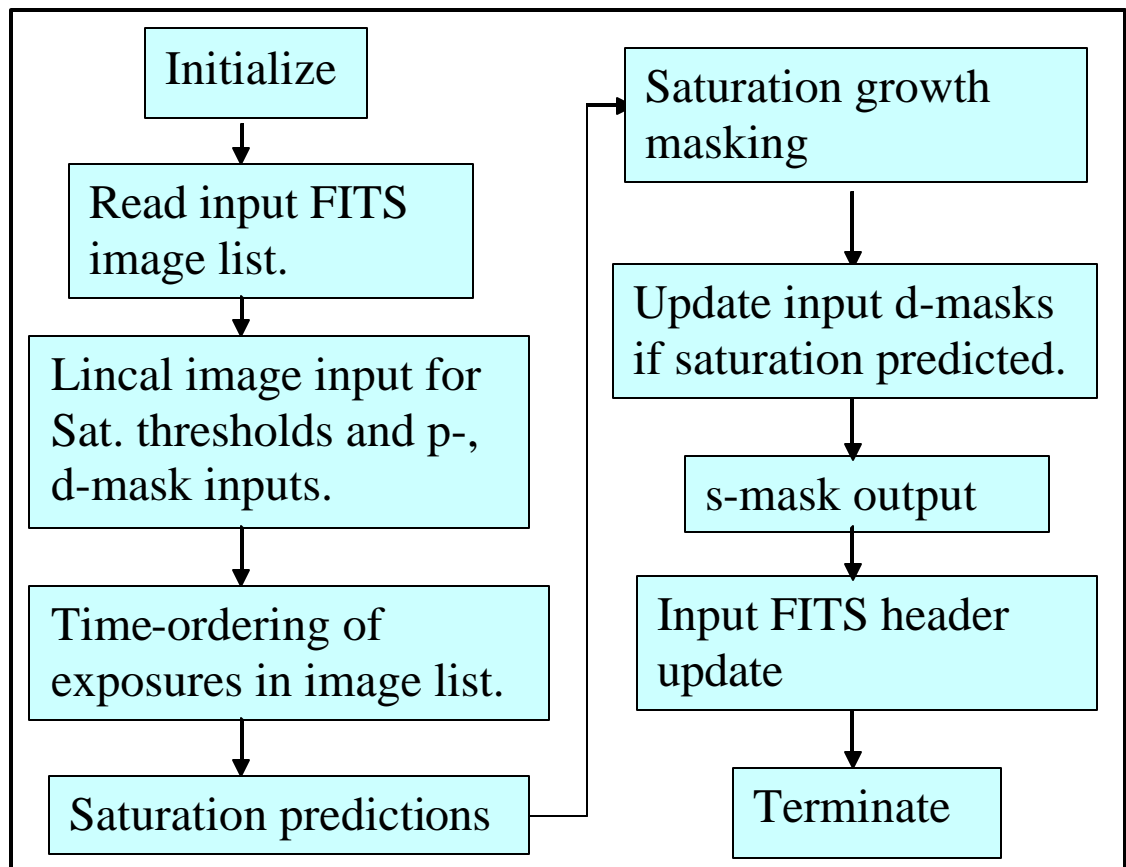 Initialize
Read input FITS
image list.
Lincal image input for
Sat. thresholds and p-,
d-mask inputs.
Time-ordering of
exposures in image list.
Saturation predictions
Saturation growth
masking
Update input d-masks
if saturation predicted.
s-mask output
Input FITS header
update
Terminate